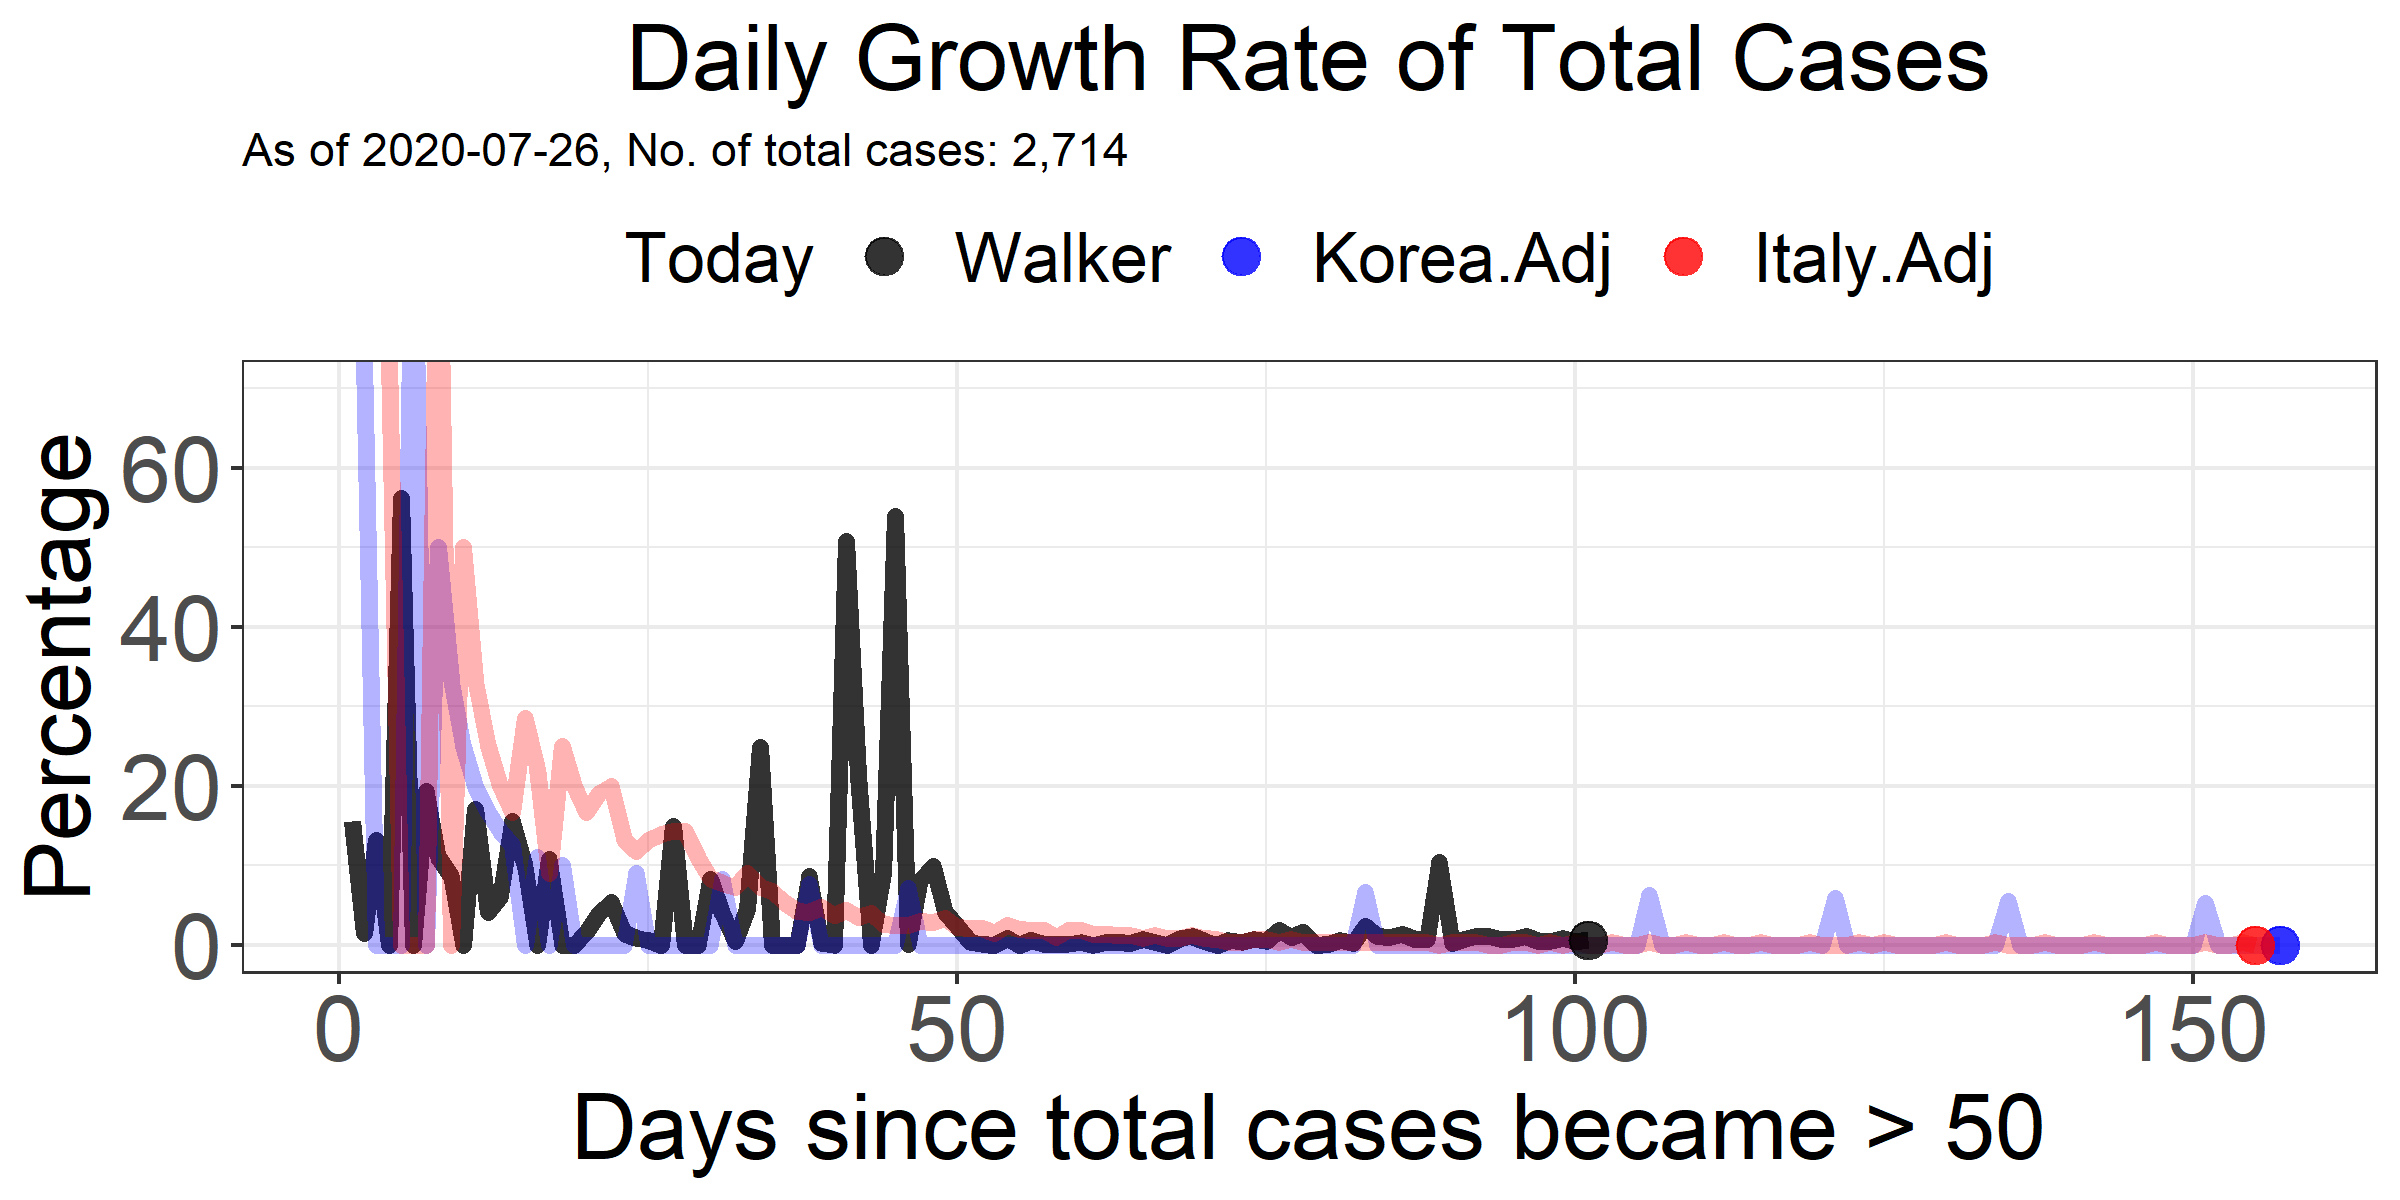 Daily Growth Rate of Total Cases
As of 2020-07-26, No. of total cases: 2,714
Today Walker Korea.Adj Italy.Adj
Percentage
60
40
20
0
0 50 100 150
Days since total cases became > 50